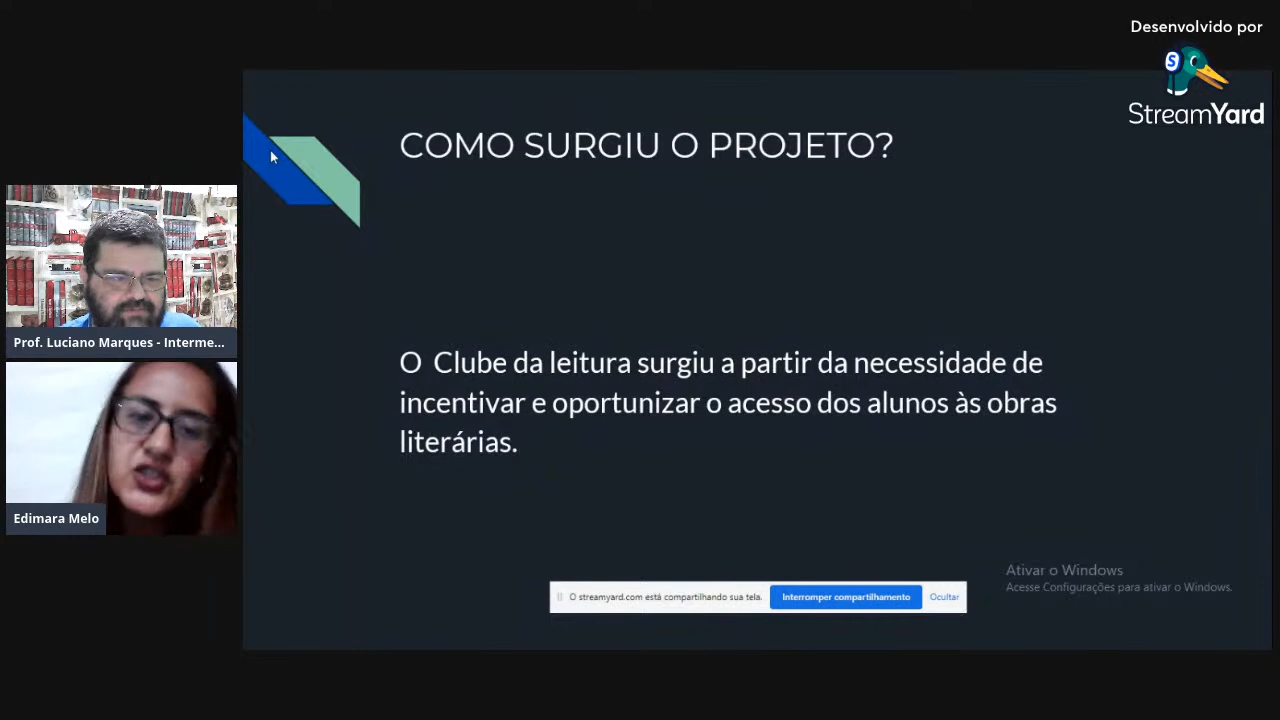 Desenvolvido por
StreamYard
COMO SURGIU O PROJETO?
Prof. Luciano Marques - Interme...
Edimara Melo
O Clube da leitura surgiu a partir da necessidade de
incentivar e oportunizar o acesso dos alunos às obras
literárias.
Ativar o Windows
Acesse Configurações para ativar o Windows.
O streamyard.com está compartilhando sua tela.
Interromper compartilhamento
Ocultar